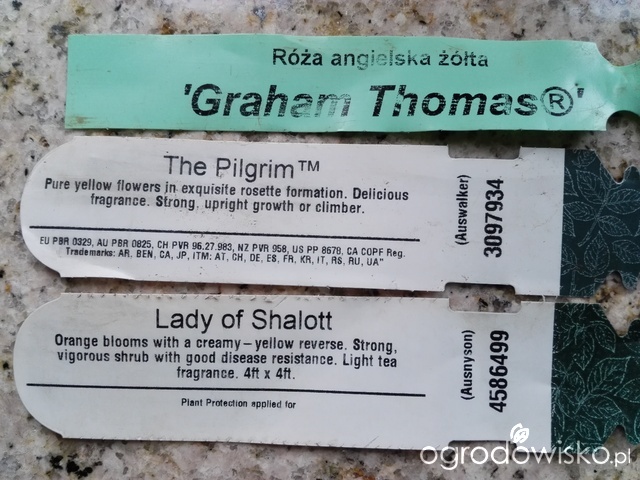 Róża angielska żółta
'Graham Thomas®'
The Pilgrim™
Pure yellow flowers in exquisite rosette formation. Delicious
fragrance. Strong, upright growth or climber.
EU PBR 0329, AU PBR 0825, CH PVR 96.27.983, NZ PVR 958, US PP 8678, CA COPF Reg.
Trademarks: AR, BEN, CA, JP, ITM: AT, CH, DE, ES, FR, KR, IT, RS, RU, UA"
(Auswalker)
3097934
Lady of Shalott
Orange blooms with a creamy-yellow reverse. Strong,
vigorous shrub with good disease resistance. Light tea
fragrance. 4ft x 4ft.
Plant Protection applied for
(Ausnyson)
4586499
ogrodowisko.pl